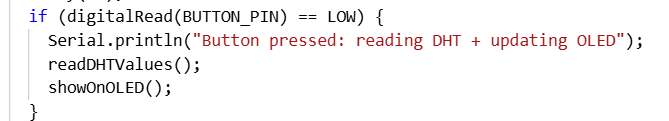 if (digitalRead(BUTTON_PIN) == LOW) {
Serial.println("Button pressed: reading DHT + updating OLED");
readDHTValues();
showOnOLED();
}